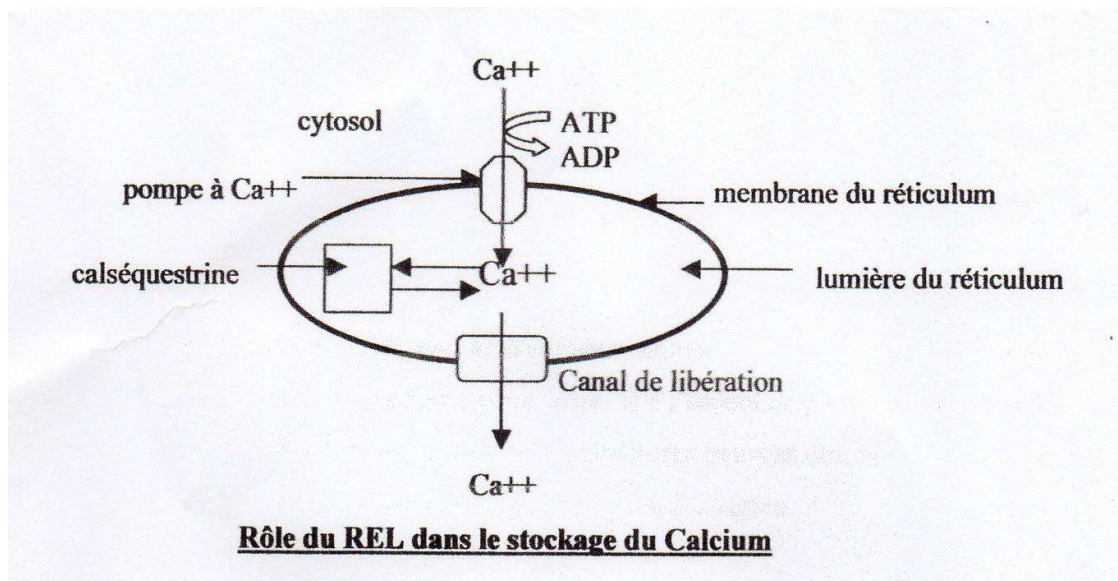 Ca++
cytosol
ATP
ADP
pompe à Ca++
membrane du réticulum
calséquestrine
Ca++
lumière du réticulum
Canal de libération
Ca++
Rôle du REL dans le stockage du Calcium